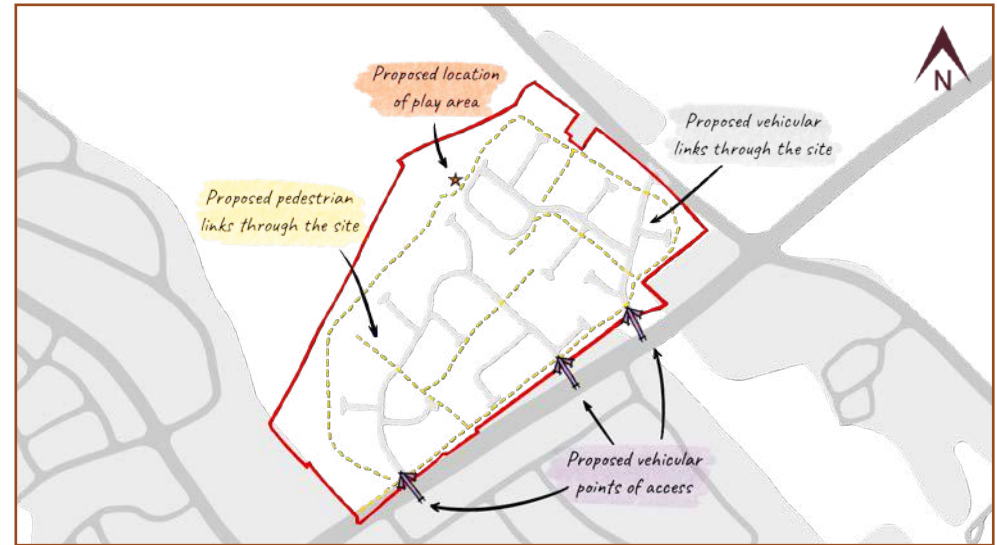 Proposed location
of play area
Proposed vehicular
links through the site
Proposed pedestrian
links through the site
Proposed vehicular
points of access
N